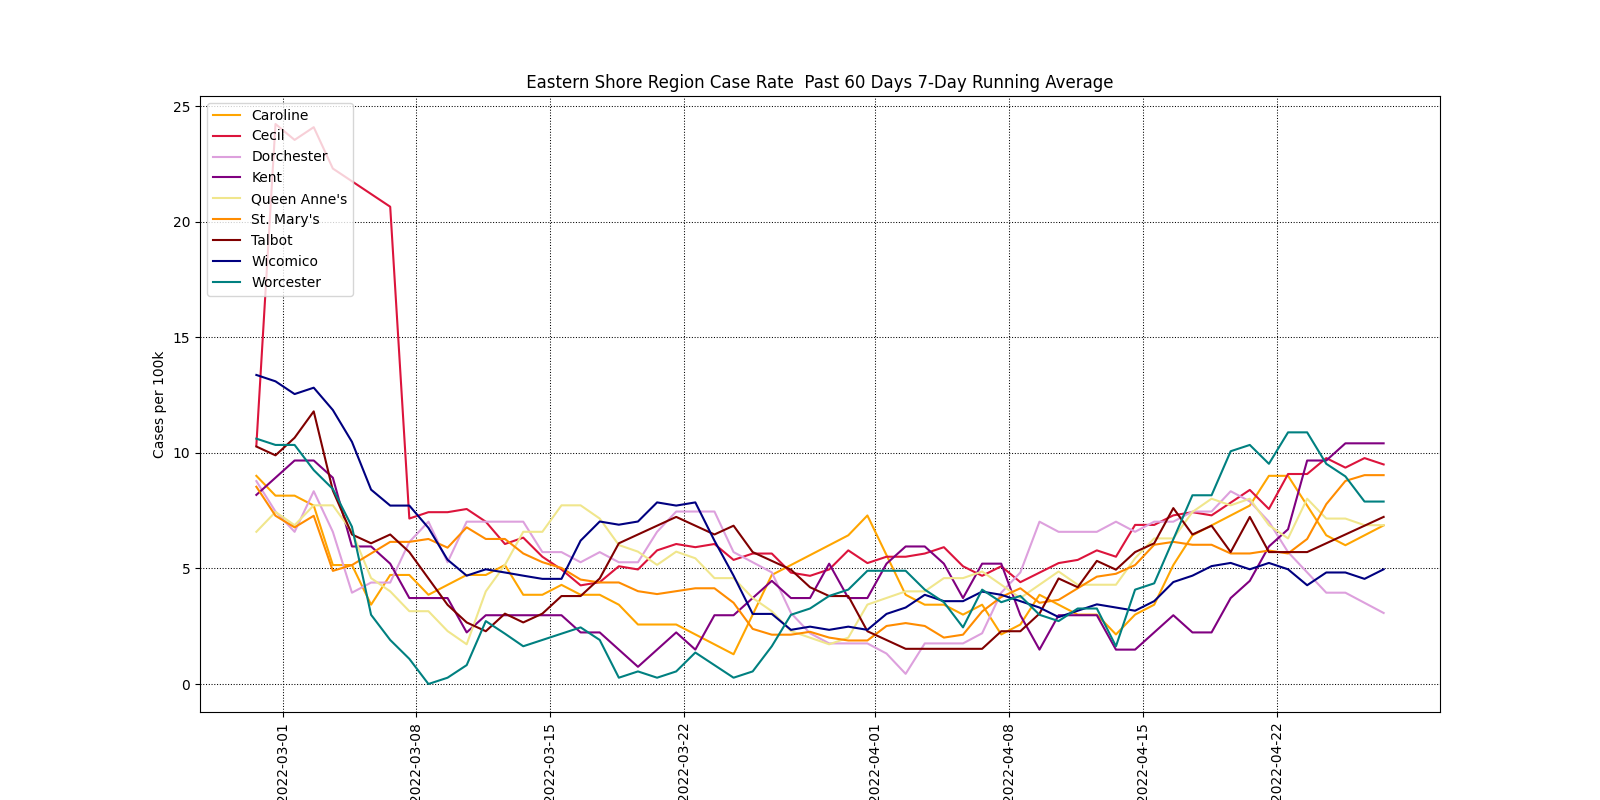 Eastern Shore Region Case Rate  Past 60 Days 7-Day Running Average
Cases per 100k
25
20
15
10
5
0
Caroline
Cecil
Dorchester
Kent
Queen Anne's
St. Mary's
Talbot
Wicomico
Worcester
2022-03-01
2022-03-08
2022-03-15
2022-03-22
2022-04-01
2022-04-08
2022-04-15
2022-04-22